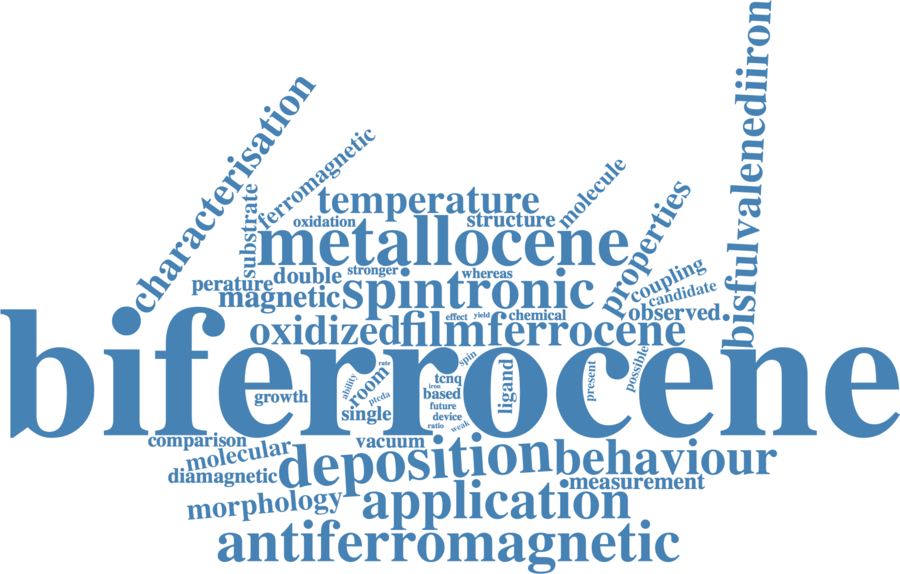 bisfulvalenediiron
characterisation
ferromagnetic
molecule
substrate
temperature
properties
oxidation
structure
metallocene
coupling
stronger
whereas
perature
double
candidate
magnetic
spintronic
observed
effect
yield
chemical
oxidized
film
ferrocene
biferrocene
spin
rate
room
ability
tcnq
iron
ligand
present
possible
growth
ptcda
based
future
single
device
ratio
weak
comparison
vacuum
molecular
deposition
behaviour
diamagnetic
measurement
morphology
application
antiferromagnetic